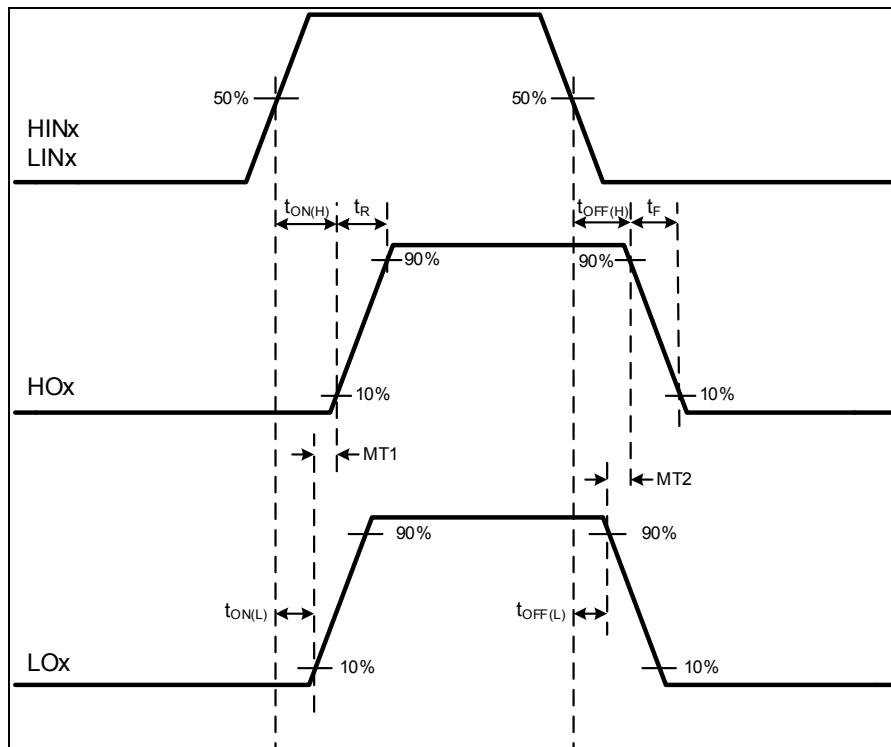 50%
50%
HINx
LINx
tON(H)
tR
tOFF(H)
tF
90%
90%
HOx
10%
10%
MT1
MT2
90%
90%
tON(L)
tOFF(L)
LOx
10%
10%